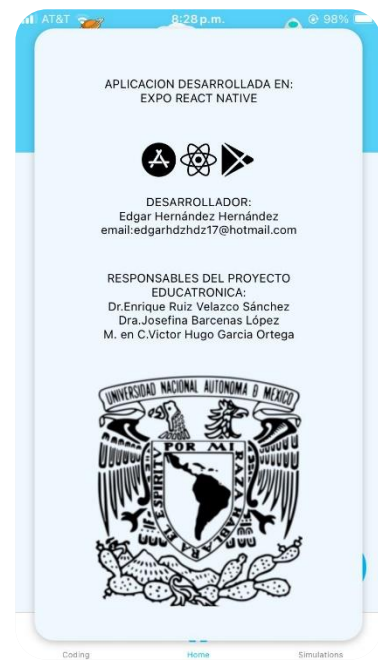 AT&T
8:28 p.m.
98%
APLICACION DESARROLLADA EN:
EXPO REACT NATIVE
DESARROLLADOR:
Edgar Hernández Hernández
email:edgarhdzhdz17@hotmail.com
RESPONSABLES DEL PROYECTO
EDUCATRONICA:
Dr.Enrique Ruiz Velazco Sánchez
Dra.Josefina Barcenas López
M. en C.Victor Hugo Garcia Ortega
UNIVERSIDAD NACIONAL AUTONOMA D MEXICO
POR MI RAZA HABLARA EL ESPIRITU
Coding
Home
Simulations